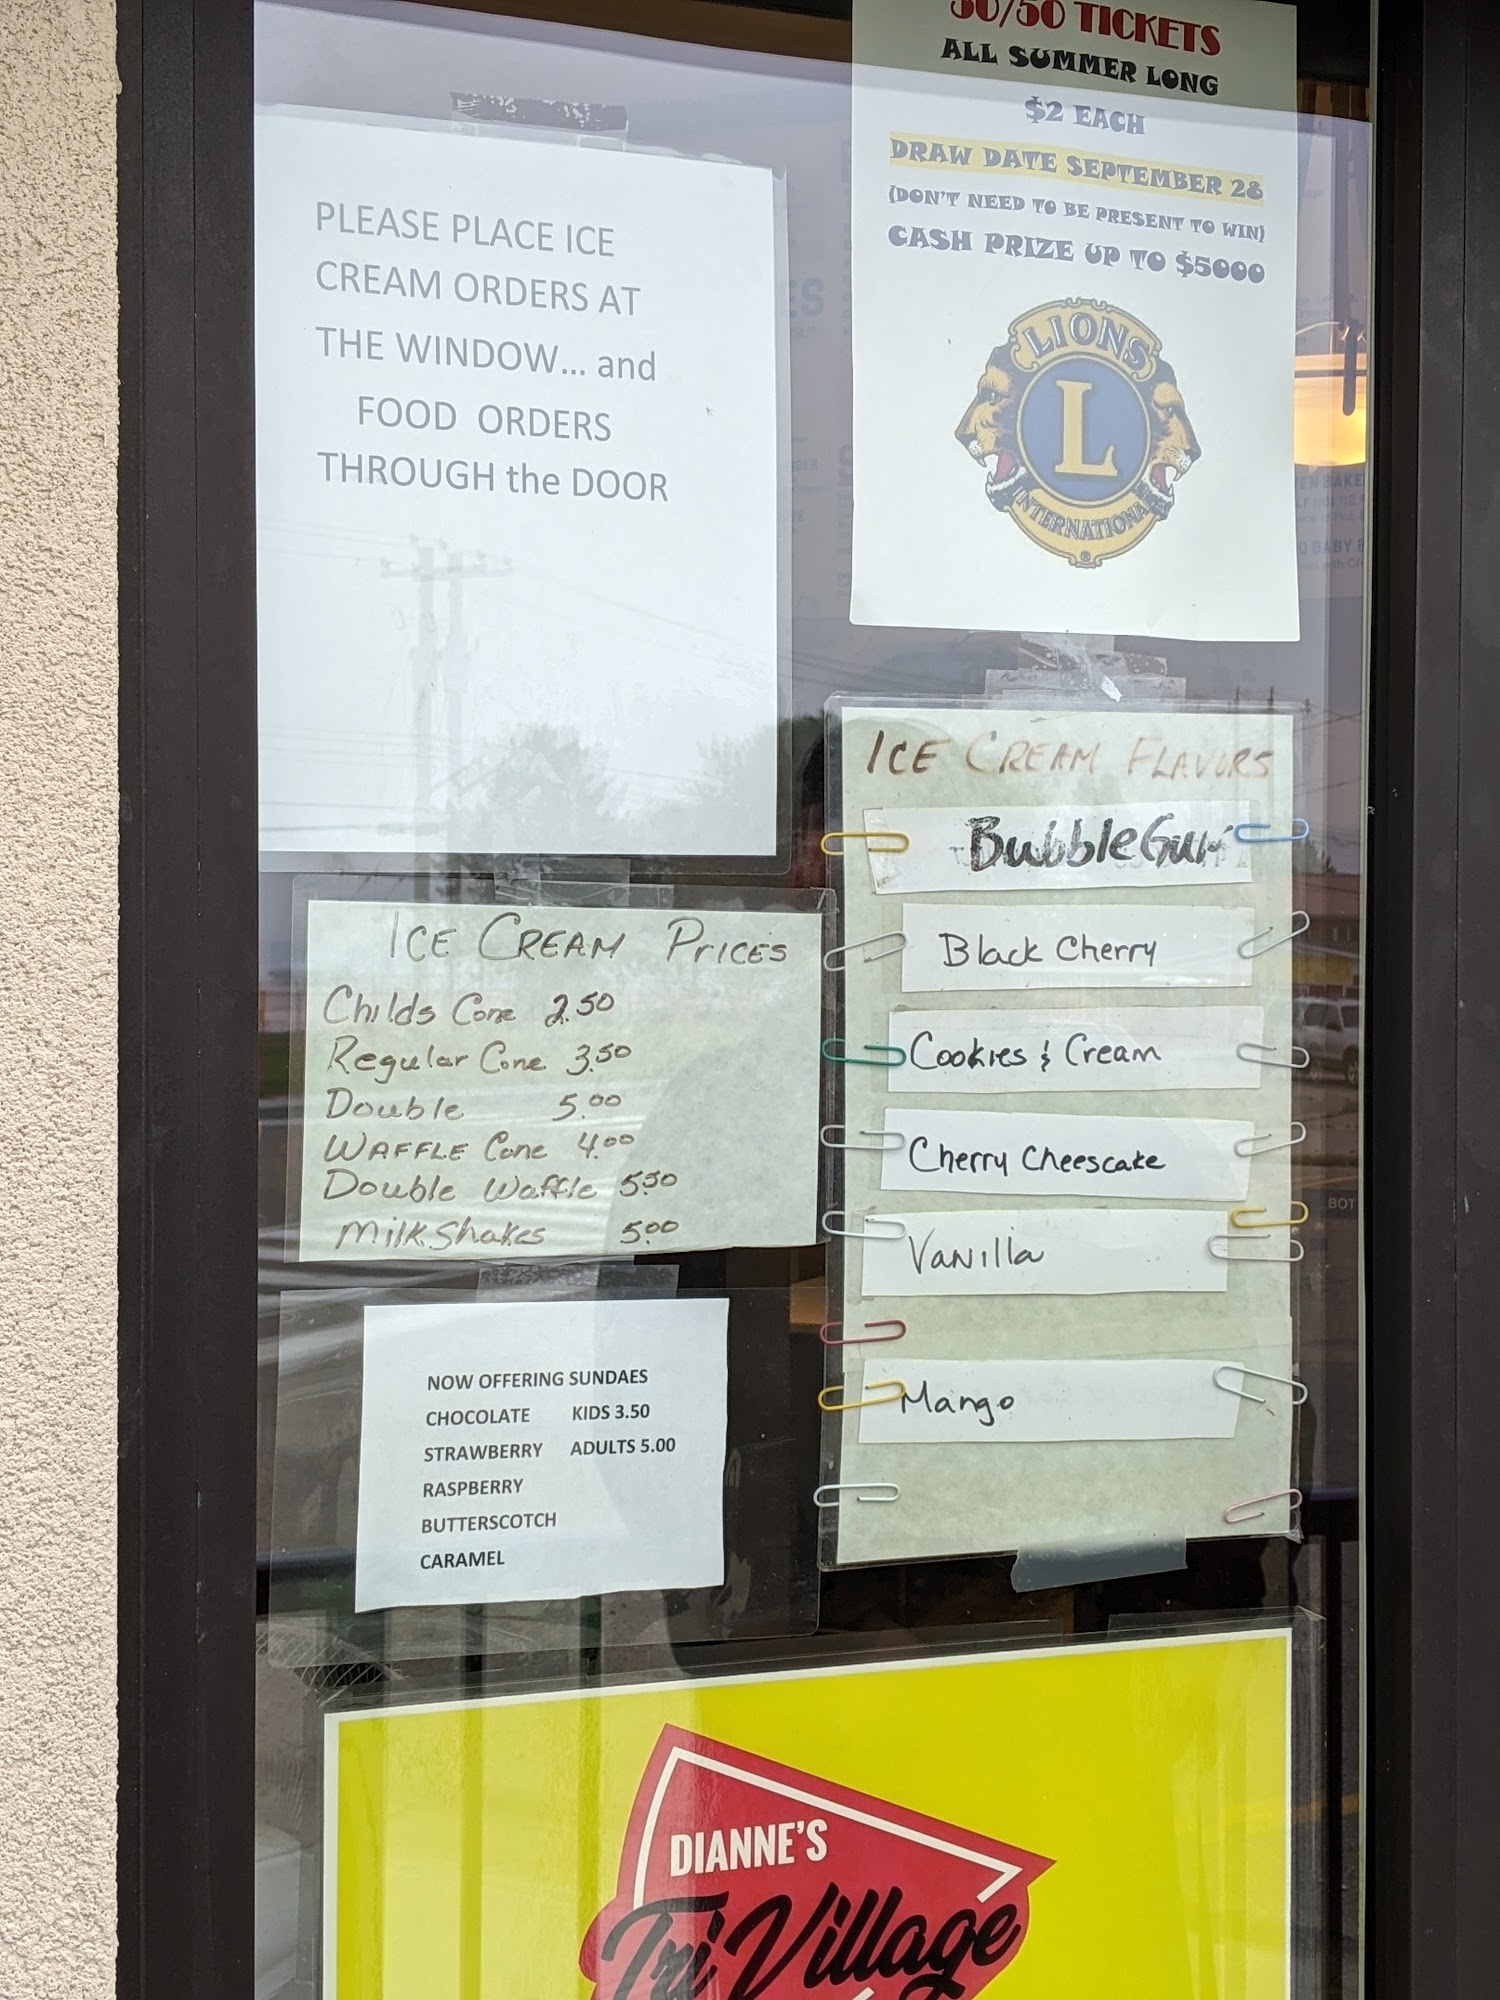 50/50 TICKETS
ALL SUMMER LONG
$2 EACH
DRAW DATE SEPTEMBER 28
(DON'T NEED TO BE PRESENT TO WIN)
CASH PRIZE UP TO $5000
LIONS
L
INTERNATIONAL
®
PLEASE PLACE ICE
CREAM ORDERS AT
THE WINDOW... and
FOOD ORDERS
THROUGH the DOOR
ICE CREAM PRICES
Childs Cone 2.50
Regular Cone 3.50
Double 5.00
WAFFLE Cone 4.00
Double Waffle 5.50
MilkShakes 5.00
ICE CREAM FLAVORS
BubbleGum
Black Cherry
Cookies & Cream
Cherry Cheescake
Vanilla
Mango
NOW OFFERING SUNDAES
CHOCOLATE KIDS 3.50
STRAWBERRY ADULTS 5.00
RASPBERRY
BUTTERSCOTCH
CARAMEL
DIANNE'S
Tri Village